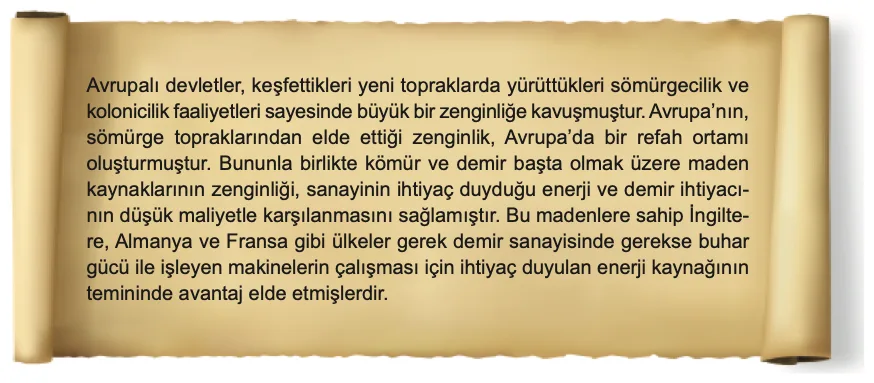 Avrupalı devletler, keşfettikleri yeni topraklarda yürüttükleri sömürgecilik ve
kolonicilik faaliyetleri sayesinde büyük bir zenginliğe kavuşmuştur. Avrupa’nın,
sömürge topraklarından elde ettiği zenginlik, Avrupa’da bir refah ortamı
oluşturmuştur. Bununla birlikte kömür ve demir başta olmak üzere maden
kaynaklarının zenginliği, sanayinin ihtiyaç duyduğu enerji ve demir ihtiyacı-
nın düşük maliyetle karşılanmasını sağlamıştır. Bu madenlere sahip İngilte-
re, Almanya ve Fransa gibi ülkeler gerek demir sanayisinde gerekse buhar
gücü ile işleyen makinelerin çalışması için ihtiyaç duyulan enerji kaynağının
temininde avantaj elde etmişlerdir.